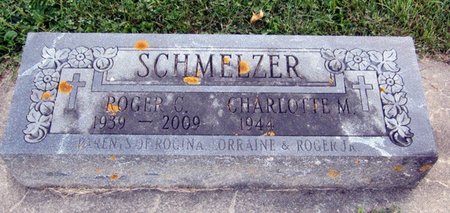 SCHMELZER
ROGER C. CHARLOTTE M.
1939 — 2009 1944
PARENTS OF ROGINA, LORRAINE & ROGER JR